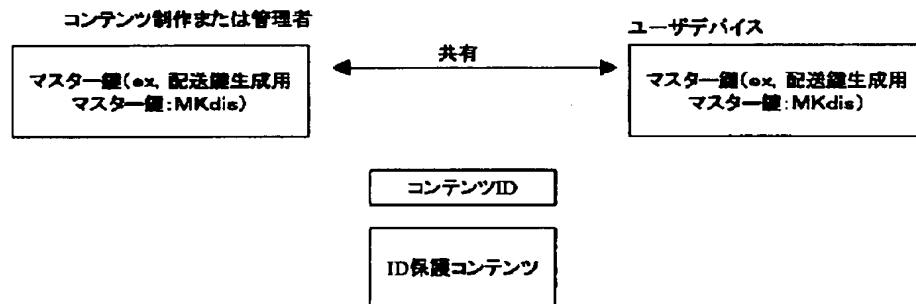 コンテンツ制作または管理者
ユーザデバイス
共有
マスター鍵(ex, 配送鍵生成用
マスター鍵:MKdis)
マスター鍵(ex, 配送鍵生成用
マスター鍵:MKdis)
コンテンツID
ID保護コンテンツ